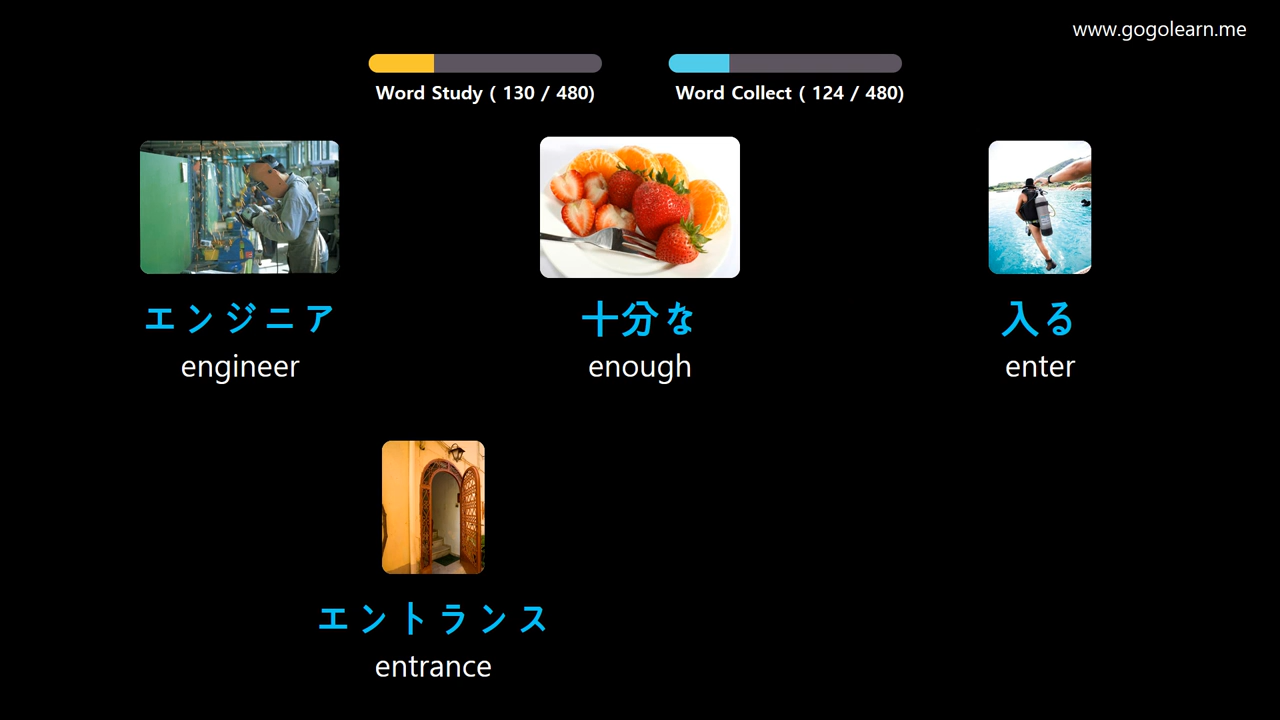 www.gogolearn.me
Word Study ( 130 / 480)
Word Collect ( 124 / 480)
エンジニア
engineer
十分な
enough
入る
enter
エントランス
entrance